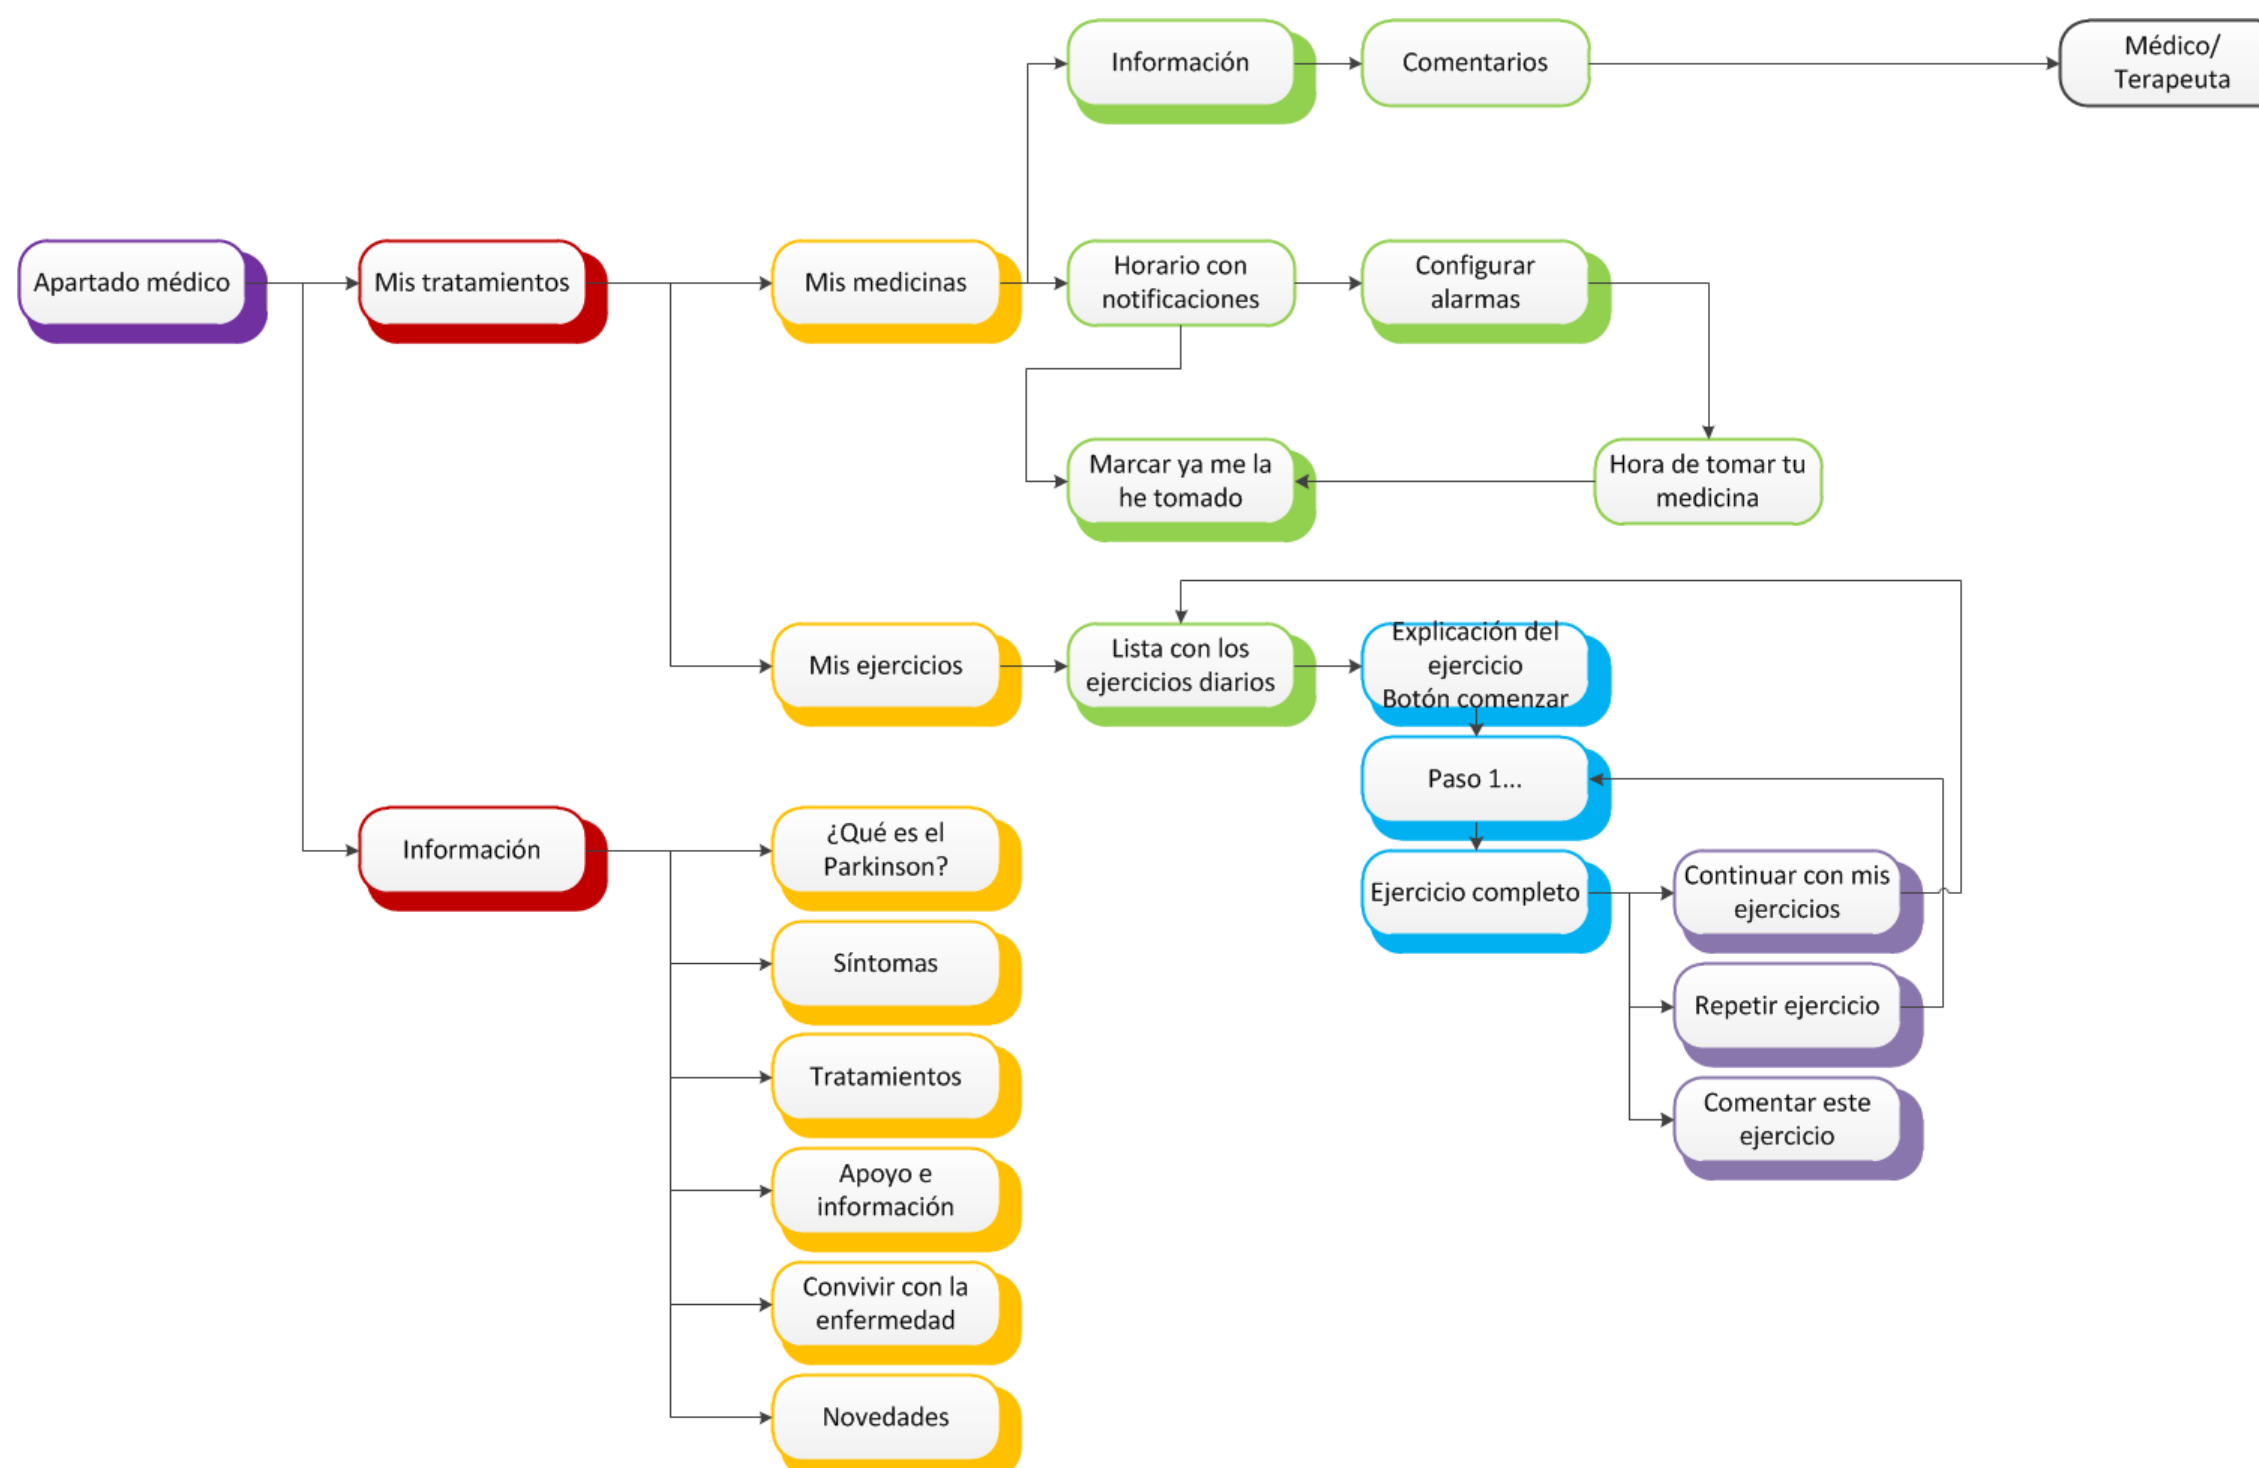 Información
Comentarios
Médico/
Terapeuta
Apartado médico
Mis tratamientos
Mis medicinas
Horario con
notificaciones
Configurar
alarmas
Marcar ya me la
he tomado
Hora de tomar tu
medicina
Mis ejercicios
Lista con los
ejercicios diarios
Explicación del
ejercicio
Botón comenzar
Paso 1...
Ejercicio completo
Continuar con mis
ejercicios
Repetir ejercicio
Comentar este
ejercicio
Información
¿Qué es el
Parkinson?
Síntomas
Tratamientos
Apoyo e
información
Convivir con la
enfermedad
Novedades